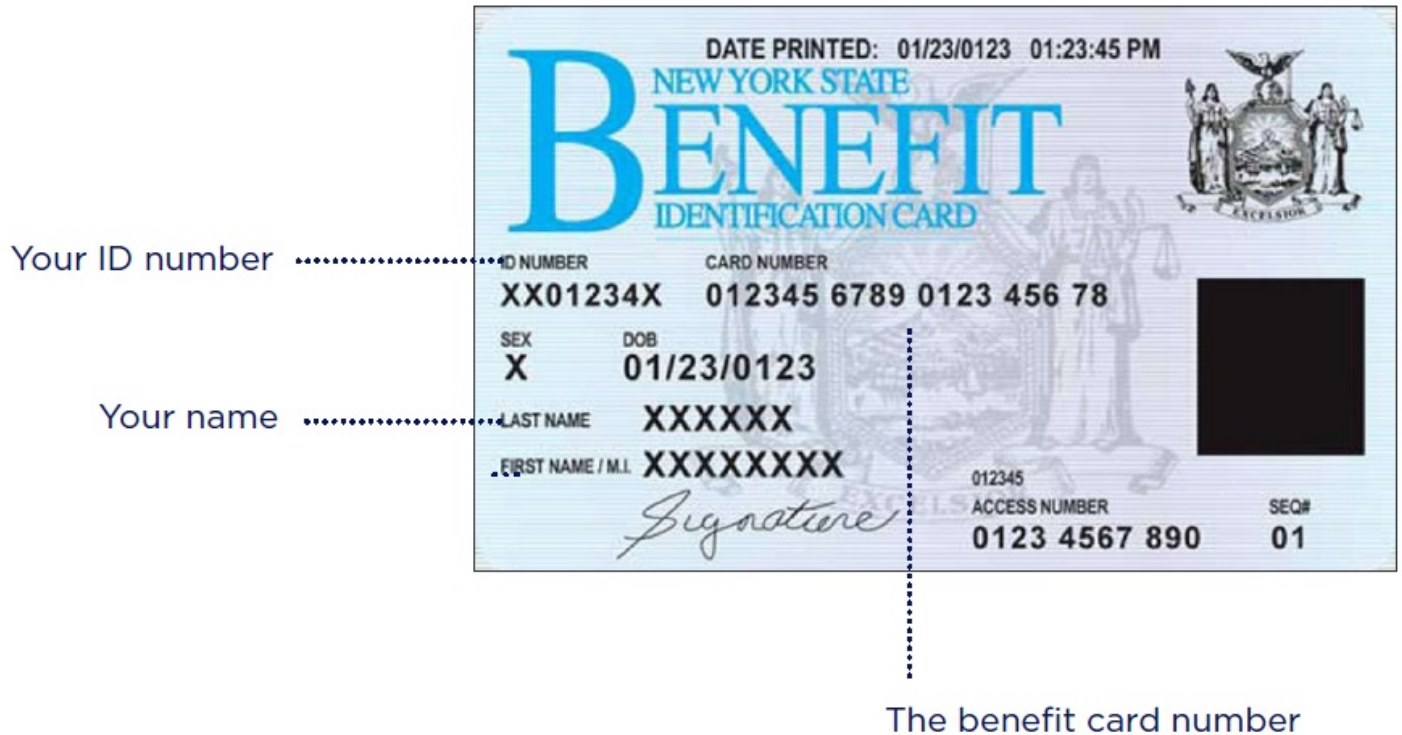 DATE PRINTED: 01/23/0123 01:23:45 PM
NEW YORK STATE
BENEFIT
IDENTIFICATION CARD
EXCELSIOR
Your ID number
ID NUMBER CARD NUMBER
XX01234X 012345 6789 0123 456 78
SEX DOB
X 01/23/0123
Your name
LAST NAME XXXXXX
FIRST NAME / M.I. XXXXXXXX
Signature
EXCELSIOR
012345
ACCESS NUMBER SEQ#
0123 4567 890 01
The benefit card number